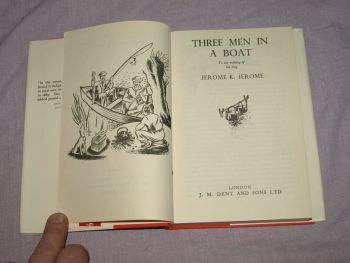 THREE MEN IN
A BOAT
To say nothing of
the dog
JEROME K. JEROME
LONDON
J. M. DENT AND SONS LTD